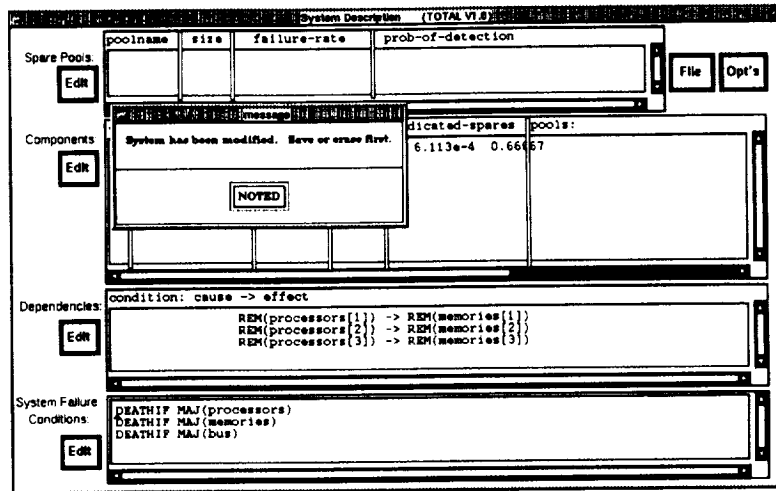 System Description (TOTAL V1.0)
poolname size failure-rate prob-of-detection
Spare Pools:
Edit
File Opt's
message
System has been modified. Save or erase first.
NOTED
dicated-spares pools:
Components:
6.113e-4 0.66667
Edit
condition: cause -> effect
Dependencies:
REM(processors[1]) -> REM(memories[1])
REM(processors[2]) -> REM(memories[2])
REM(processors[3]) -> REM(memories[3])
Edit
System Failure
Conditions:
DEATHIF MAJ(processors)
DEATHIF MAJ(memories)
DEATHIF MAJ(bus)
Edit